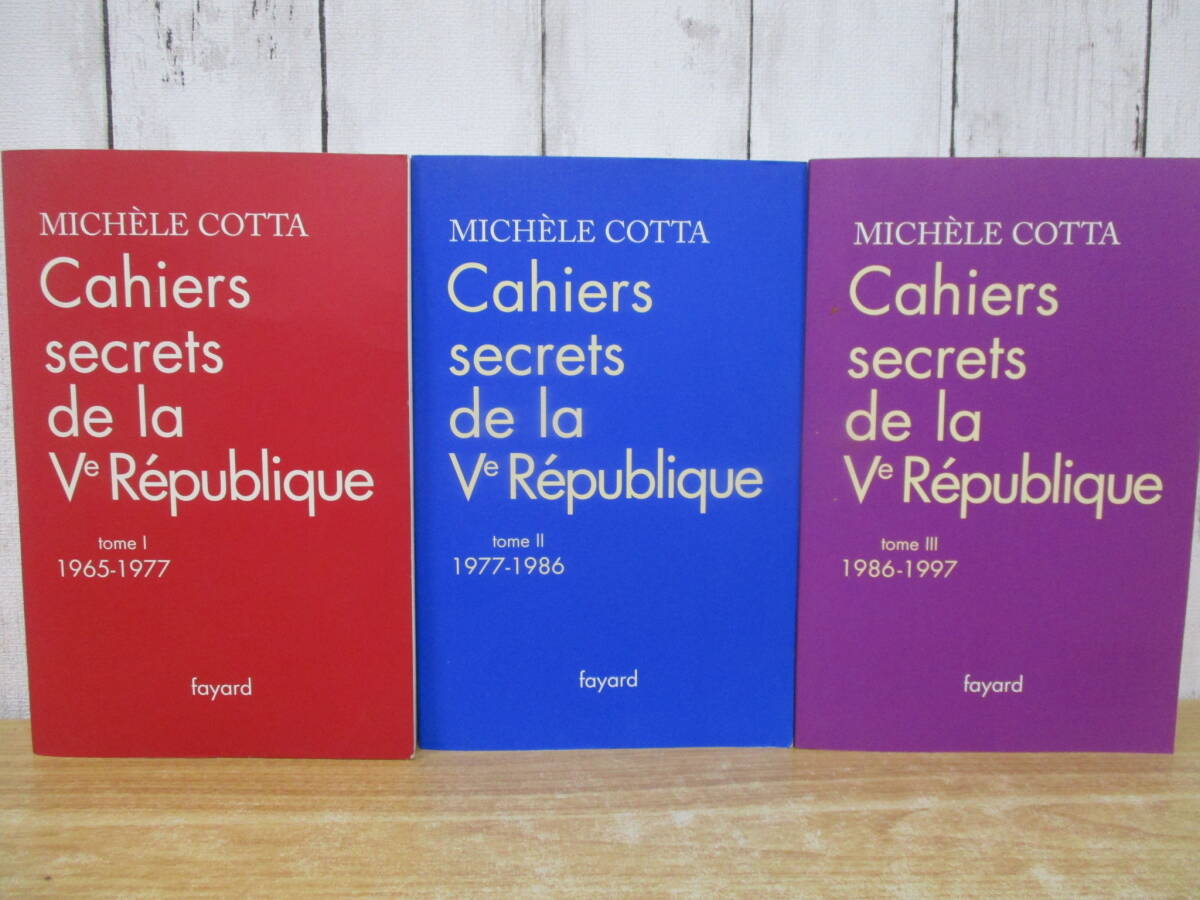 MICHÈLE COTTA
Cahiers
secrets
de la
Ve République
tome I
1965-1977
fayard
MICHÈLE COTTA
Cahiers
secrets
de la
Ve République
tome II
1977-1986
fayard
MICHÈLE COTTA
Cahiers
secrets
de la
Ve République
tome III
1986-1997
fayard